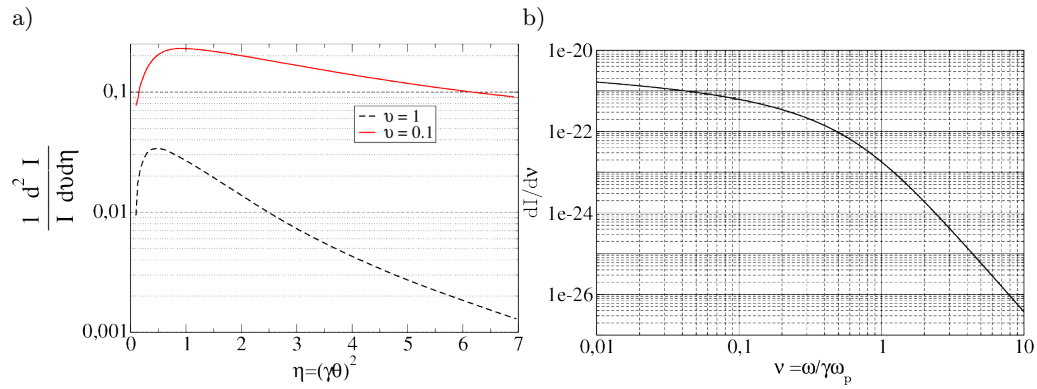 a)
0,1
0,01
0,001
0 1 2 3 4 5 6 7
η=(γθ)²
1 d² I
I dυdη
υ = 1
υ = 0.1
b)
1e-20
1e-22
1e-24
1e-26
dI/dν
0,01 0,1 1 10
ν =ω/γωₚ